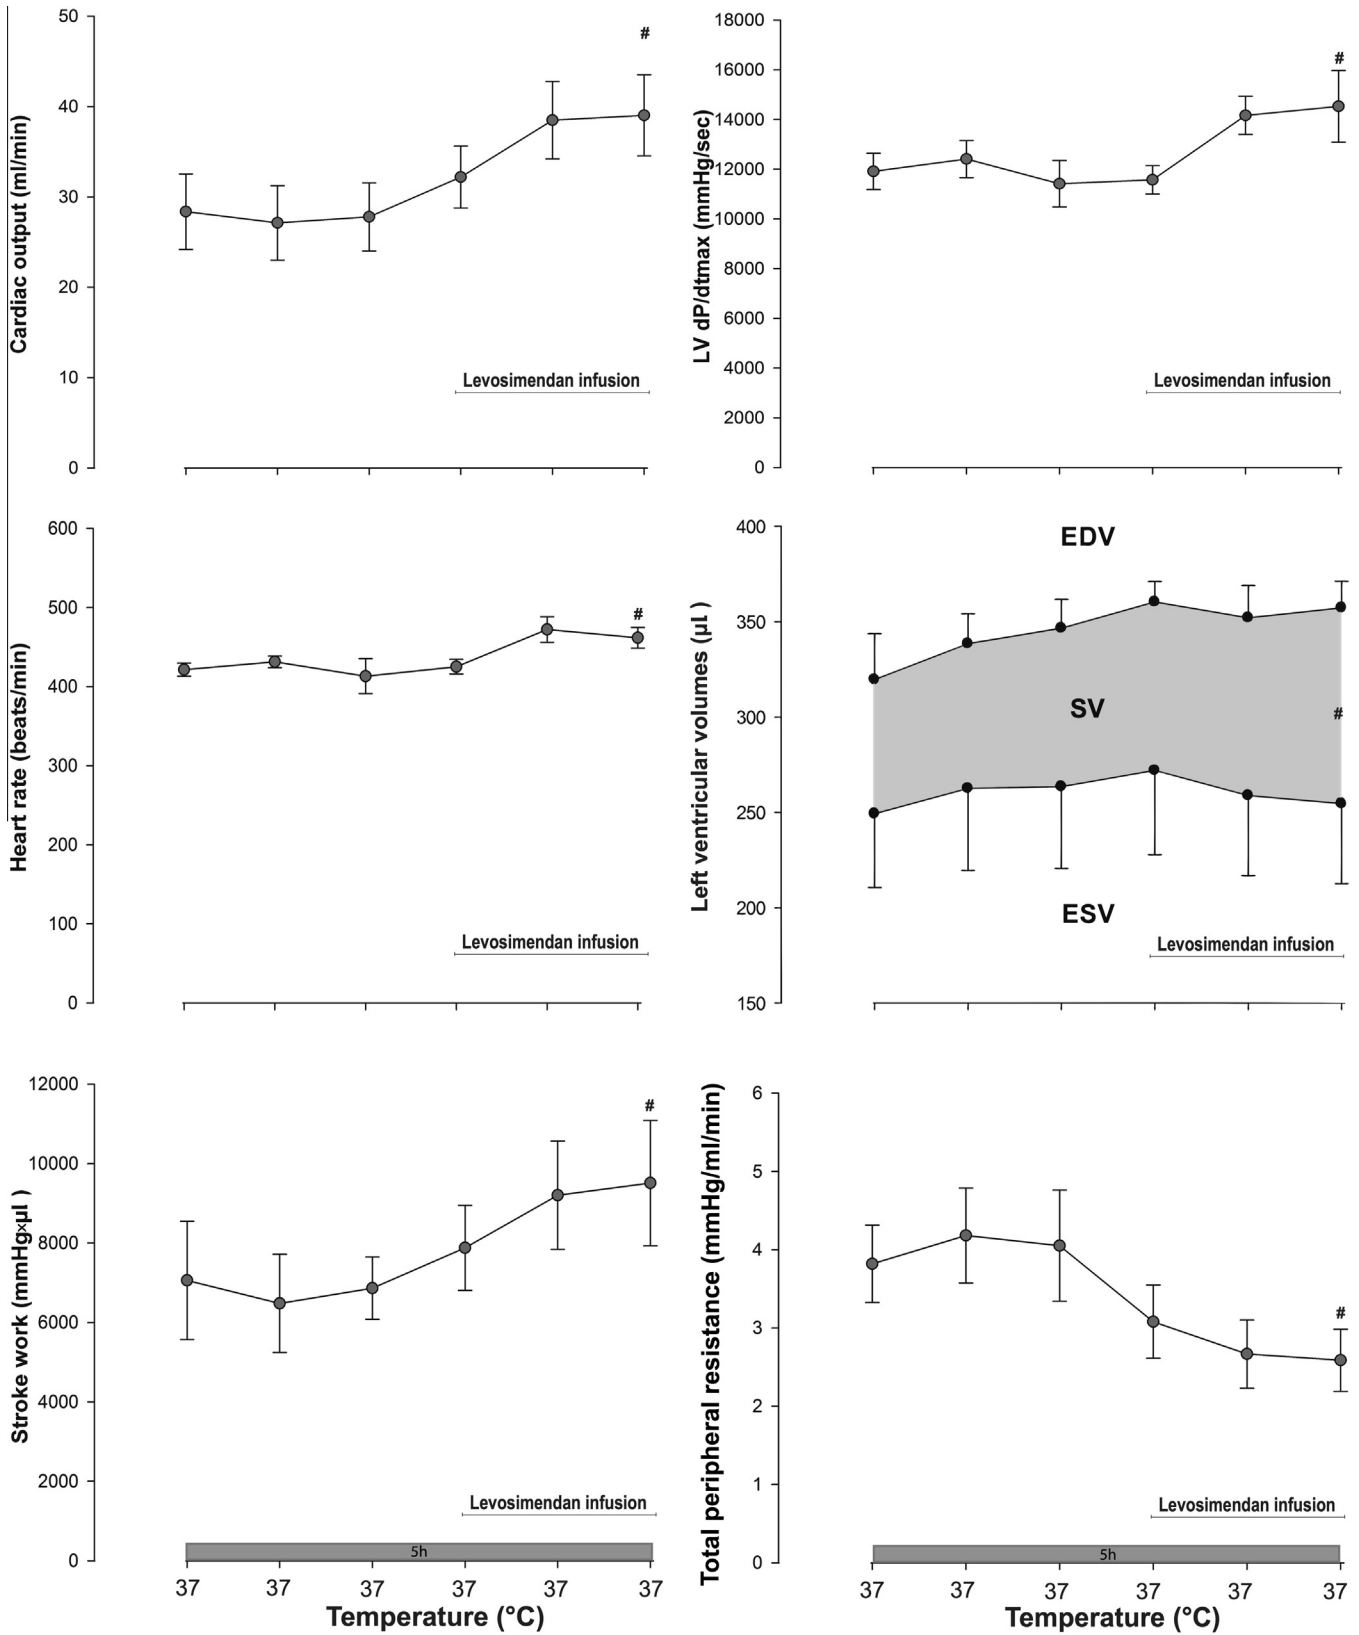 Cardiac output (ml/min)
50
40
30
20
10
0
#
Levosimendan infusion
LV dP/dtmax (mmHg/sec)
18000
16000
14000
12000
10000
8000
6000
4000
2000
0
#
Levosimendan infusion
Heart rate (beats/min)
600
500
400
300
200
100
0
#
Levosimendan infusion
Left ventricular volumes (µl )
400
350
300
250
200
150
EDV
SV
#
ESV
Levosimendan infusion
Stroke work (mmHg×µl )
12000
10000
8000
6000
4000
2000
0
#
Levosimendan infusion
5h
37 37 37 37 37 37
Temperature (°C)
Total peripheral resistance (mmHg/ml/min)
6
5
4
3
2
1
0
#
Levosimendan infusion
5h
37 37 37 37 37 37
Temperature (°C)